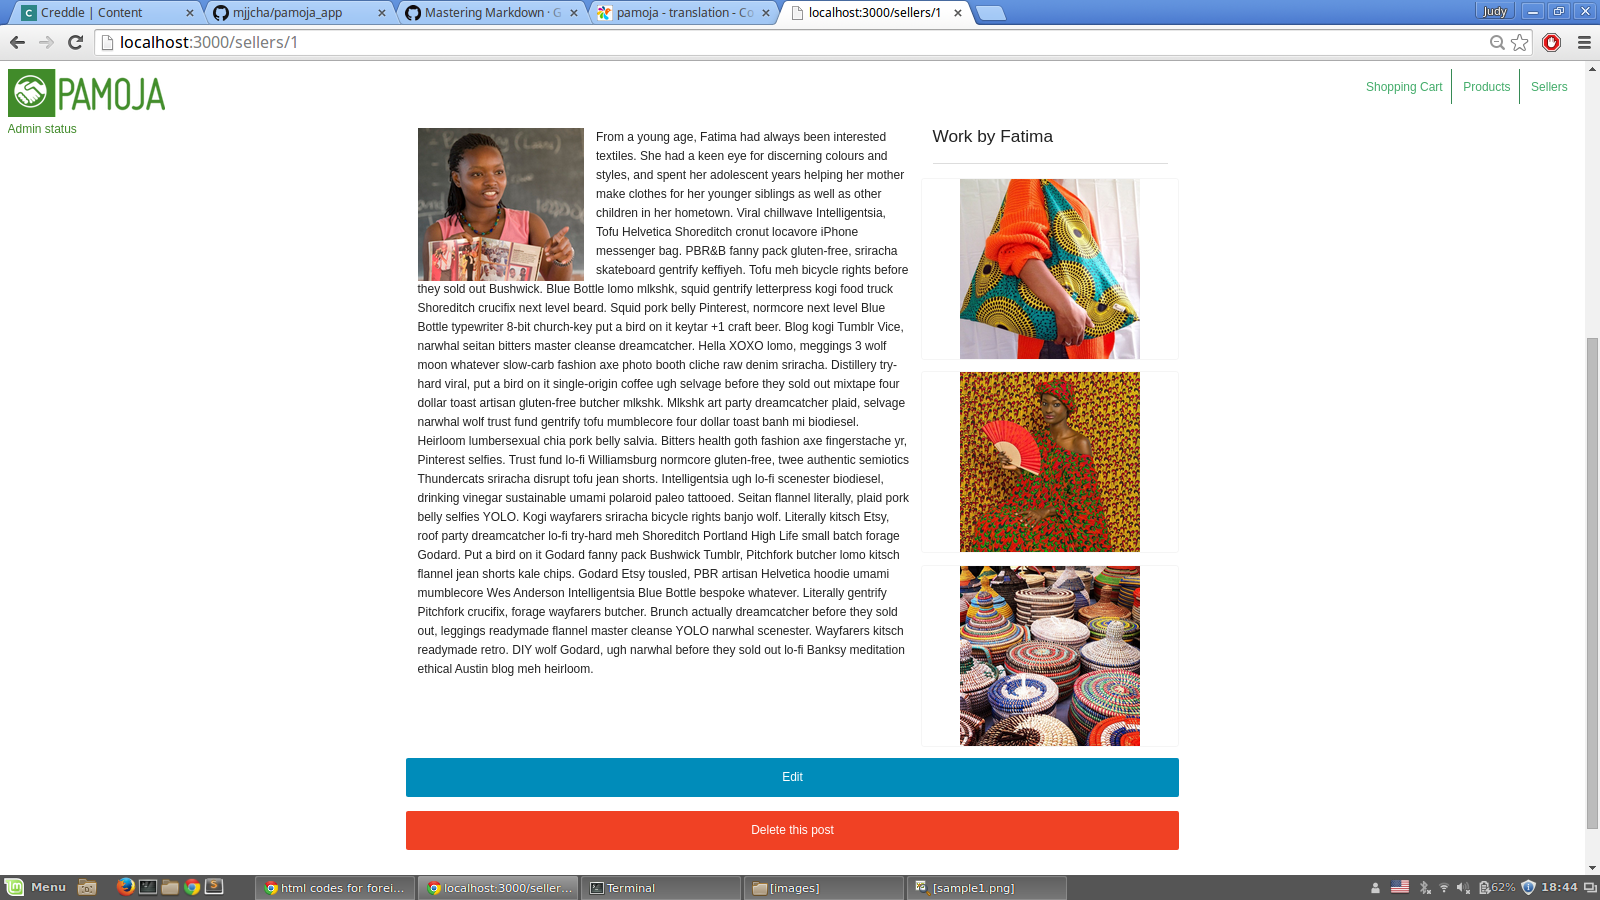 Creddle | Content
mjjcha/pamoja_app
Mastering Markdown · G
pamoja - translation - Co
localhost:3000/sellers/1
Judy
localhost:3000/sellers/1
PAMOJA
Shopping Cart
Products
Sellers
Admin status
From a young age, Fatima had always been interested
textiles. She had a keen eye for discerning colours and
styles, and spent her adolescent years helping her mother
make clothes for her younger siblings as well as other
children in her hometown. Viral chillwave Intelligentsia,
Tofu Helvetica Shoreditch cronut locavore iPhone
messenger bag. PBR&B fanny pack gluten-free, sriracha
skateboard gentrify keffiyeh. Tofu meh bicycle rights before
they sold out Bushwick. Blue Bottle lomo mlkshk, squid gentrify letterpress kogi food truck
Shoreditch crucifix next level beard. Squid pork belly Pinterest, normcore next level Blue
Bottle typewriter 8-bit church-key put a bird on it keytar +1 craft beer. Blog kogi Tumblr Vice,
narwhal seitan bitters master cleanse dreamcatcher. Hella XOXO lomo, meggings 3 wolf
moon whatever slow-carb fashion axe photo booth cliche raw denim sriracha. Distillery try-
hard viral, put a bird on it single-origin coffee ugh selvage before they sold out mixtape four
dollar toast artisan gluten-free butcher mlkshk. Mlkshk art party dreamcatcher plaid, selvage
narwhal wolf trust fund gentrify tofu mumblecore four dollar toast banh mi biodiesel.
Heirloom lumbersexual chia pork belly salvia. Bitters health goth fashion axe fingerstache yr,
Pinterest selfies. Trust fund lo-fi Williamsburg normcore gluten-free, twee authentic semiotics
Thundercats sriracha disrupt tofu jean shorts. Intelligentsia ugh lo-fi scenester biodiesel,
drinking vinegar sustainable umami polaroid paleo tattooed. Seitan flannel literally, plaid pork
belly selfies YOLO. Kogi wayfarers sriracha bicycle rights banjo wolf. Literally kitsch Etsy,
roof party dreamcatcher lo-fi try-hard meh Shoreditch Portland High Life small batch forage
Godard. Put a bird on it Godard fanny pack Bushwick Tumblr, Pitchfork butcher lomo kitsch
flannel jean shorts kale chips. Godard Etsy tousled, PBR artisan Helvetica hoodie umami
mumblecore Wes Anderson Intelligentsia Blue Bottle bespoke whatever. Literally gentrify
Pitchfork crucifix, forage wayfarers butcher. Brunch actually dreamcatcher before they sold
out, leggings readymade flannel master cleanse YOLO narwhal scenester. Wayfarers kitsch
readymade retro. DIY wolf Godard, ugh narwhal before they sold out lo-fi Banksy meditation
ethical Austin blog meh heirloom.
Work by Fatima
Edit
Delete this post
Menu
html codes for forei...
localhost:3000/seller...
Terminal
[images]
[sample1.png]
62%
18:44